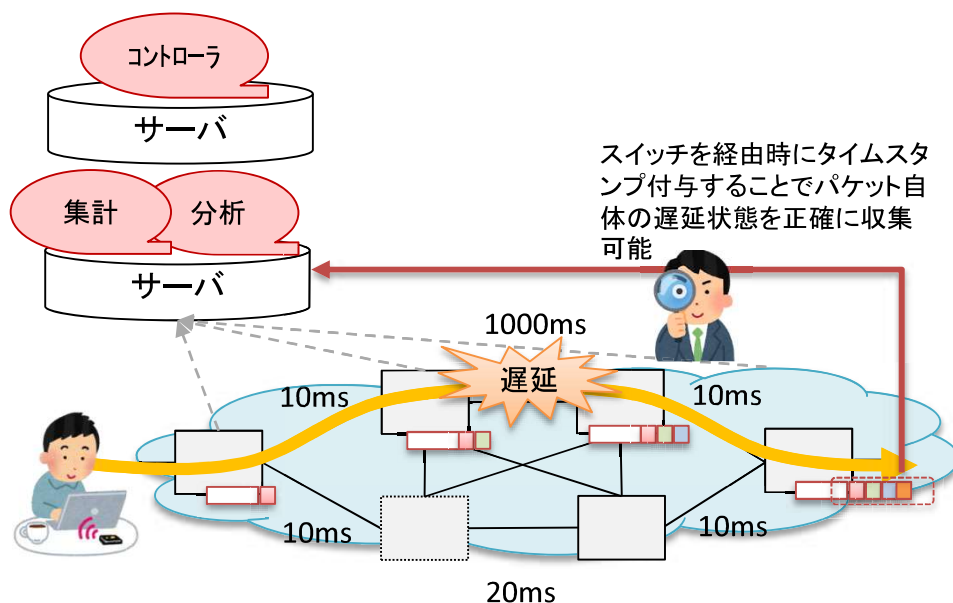 コントローラ
サーバ
集計
分析
サーバ
スイッチを経由時にタイムスタ
ンプ付与することでパケット自
体の遅延状態を正確に収集
可能
1000ms
遅延
10ms
10ms
10ms
10ms
20ms